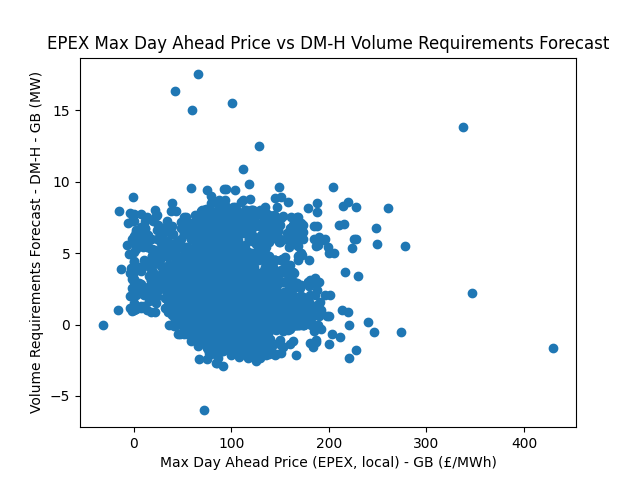 EPEX Max Day Ahead Price vs DM-H Volume Requirements Forecast
Volume Requirements Forecast - DM-H - GB (MW)
15
10
5
0
−5
0 100 200 300 400
Max Day Ahead Price (EPEX, local) - GB (£/MWh)